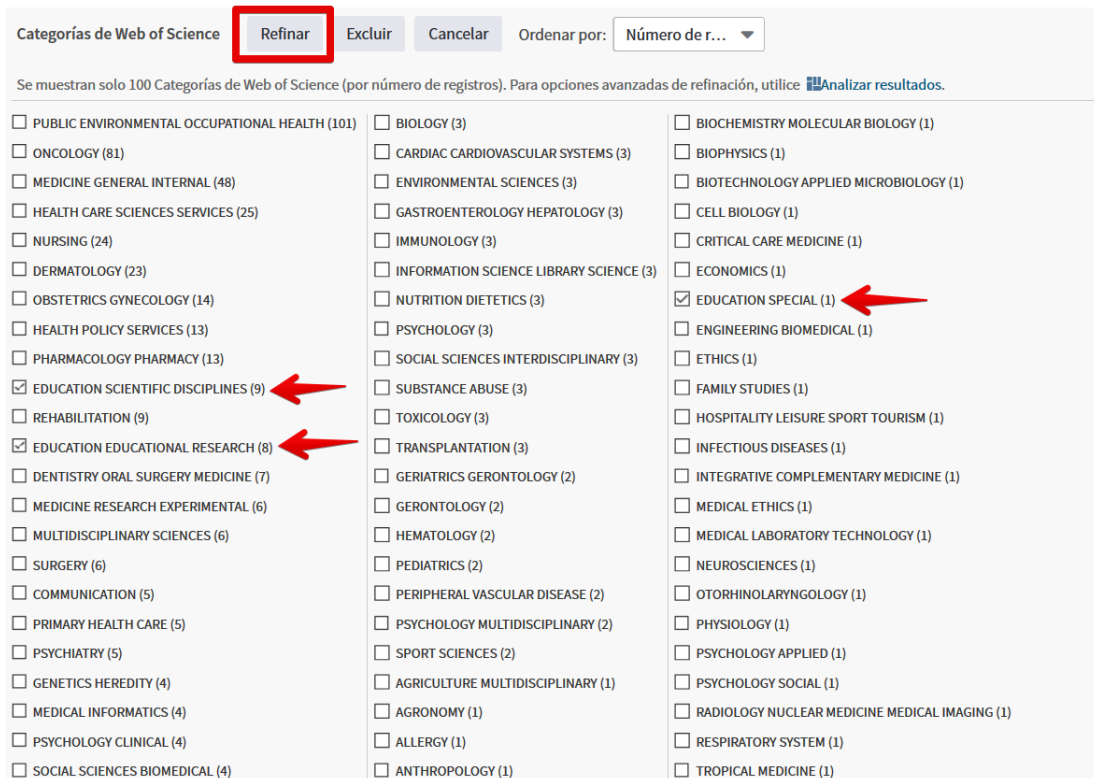 Categorías de Web of Science Refinar Excluir Cancelar Ordenar por: Número de r...
Se muestran solo 100 Categorías de Web of Science (por número de registros). Para opciones avanzadas de refinación, utilice Analizar resultados.
PUBLIC ENVIRONMENTAL OCCUPATIONAL HEALTH (101)
ONCOLOGY (81)
MEDICINE GENERAL INTERNAL (48)
HEALTH CARE SCIENCES SERVICES (25)
NURSING (24)
DERMATOLOGY (23)
OBSTETRICS GYNECOLOGY (14)
HEALTH POLICY SERVICES (13)
PHARMACOLOGY PHARMACY (13)
EDUCATION SCIENTIFIC DISCIPLINES (9)
REHABILITATION (9)
EDUCATION EDUCATIONAL RESEARCH (8)
DENTISTRY ORAL SURGERY MEDICINE (7)
MEDICINE RESEARCH EXPERIMENTAL (6)
MULTIDISCIPLINARY SCIENCES (6)
SURGERY (6)
COMMUNICATION (5)
PRIMARY HEALTH CARE (5)
PSYCHIATRY (5)
GENETICS HEREDITY (4)
MEDICAL INFORMATICS (4)
PSYCHOLOGY CLINICAL (4)
SOCIAL SCIENCES BIOMEDICAL (4)
BIOLOGY (3)
CARDIAC CARDIOVASCULAR SYSTEMS (3)
ENVIRONMENTAL SCIENCES (3)
GASTROENTEROLOGY HEPATOLOGY (3)
IMMUNOLOGY (3)
INFORMATION SCIENCE LIBRARY SCIENCE (3)
NUTRITION DIETETICS (3)
PSYCHOLOGY (3)
SOCIAL SCIENCES INTERDISCIPLINARY (3)
SUBSTANCE ABUSE (3)
TOXICOLOGY (3)
TRANSPLANTATION (3)
GERIATRICS GERONTOLOGY (2)
GERONTOLOGY (2)
HEMATOLOGY (2)
PEDIATRICS (2)
PERIPHERAL VASCULAR DISEASE (2)
PSYCHOLOGY MULTIDISCIPLINARY (2)
SPORT SCIENCES (2)
AGRICULTURE MULTIDISCIPLINARY (1)
AGRONOMY (1)
ALLERGY (1)
ANTHROPOLOGY (1)
BIOCHEMISTRY MOLECULAR BIOLOGY (1)
BIOPHYSICS (1)
BIOTECHNOLOGY APPLIED MICROBIOLOGY (1)
CELL BIOLOGY (1)
CRITICAL CARE MEDICINE (1)
ECONOMICS (1)
EDUCATION SPECIAL (1)
ENGINEERING BIOMEDICAL (1)
ETHICS (1)
FAMILY STUDIES (1)
HOSPITALITY LEISURE SPORT TOURISM (1)
INFECTIOUS DISEASES (1)
INTEGRATIVE COMPLEMENTARY MEDICINE (1)
MEDICAL ETHICS (1)
MEDICAL LABORATORY TECHNOLOGY (1)
NEUROSCIENCES (1)
OTORHINOLARYNGOLOGY (1)
PHYSIOLOGY (1)
PSYCHOLOGY APPLIED (1)
PSYCHOLOGY SOCIAL (1)
RADIOLOGY NUCLEAR MEDICINE MEDICAL IMAGING (1)
RESPIRATORY SYSTEM (1)
TROPICAL MEDICINE (1)